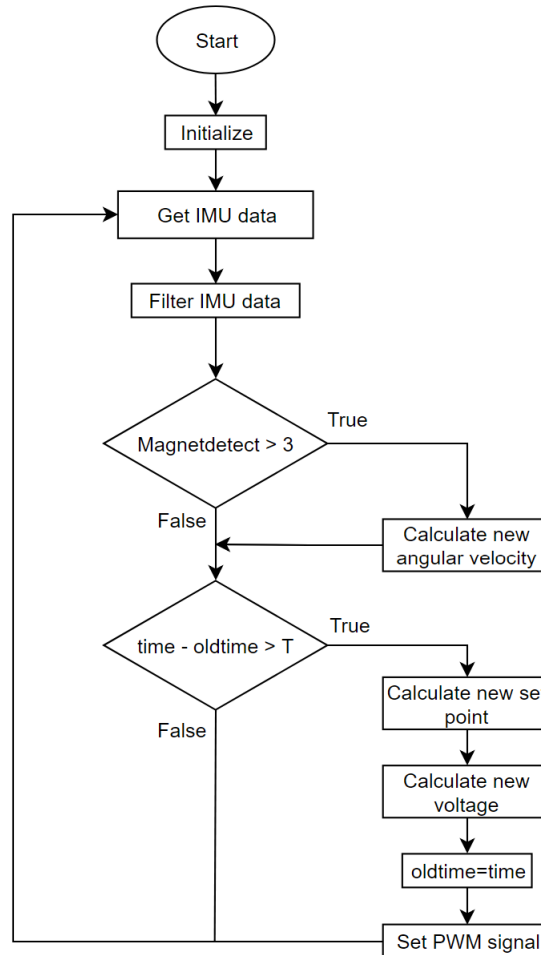 Start
Initialize
Get IMU data
Filter IMU data
Magnetdetect > 3
True
False
Calculate new
angular velocity
time - oldtime > T
True
False
Calculate new se
point
Calculate new
voltage
oldtime=time
Set PWM signal